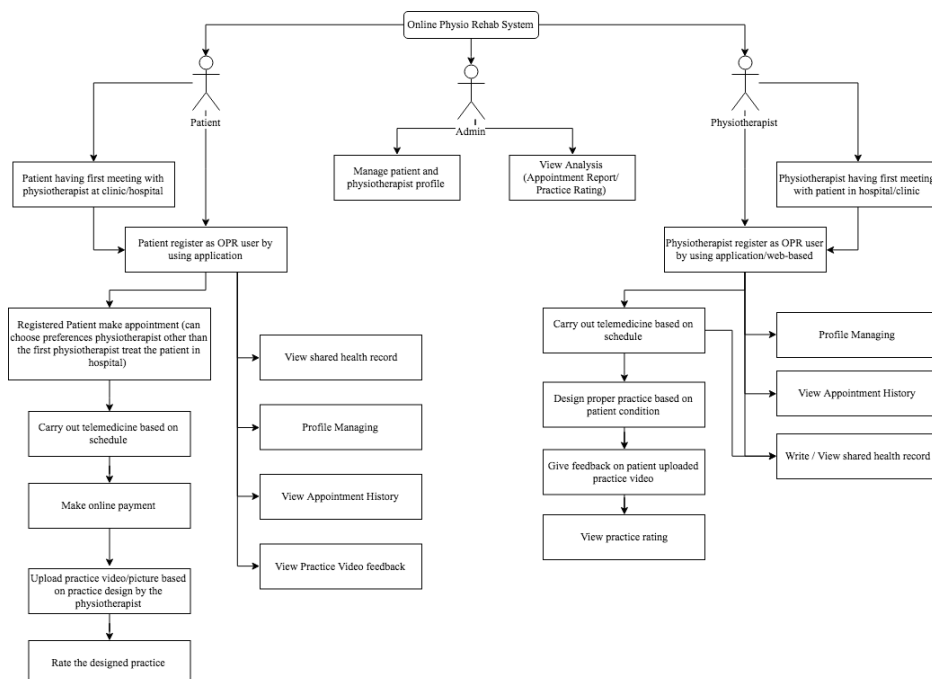 Online Physio Rehab System
Patient
Admin
Physiotherapist
Patient having first meeting with
physiotherapist at clinic/hospital
Manage patient and
physiotherapist profile
View Analysis
(Appointment Report/
Practice Rating)
Physiotherapist having first meeting
with patient in hospital/clinic
Patient register as OPR user by
using application
Physiotherapist register as OPR user
by using application/web-based
Registered Patient make appointment (can
choose preferences physiotherapist other than
the first physiotherapist treat the patient in
hospital)
View shared health record
Carry out telemedicine based on
schedule
Profile Managing
Carry out telemedicine based on
schedule
Profile Managing
Design proper practice based on
patient condition
View Appointment History
Make online payment
View Appointment History
Give feedback on patient uploaded
practice video
Write / View shared health record
Upload practice video/picture based
on practice design by the
physiotherapist
View Practice Video feedback
View practice rating
Rate the designed practice